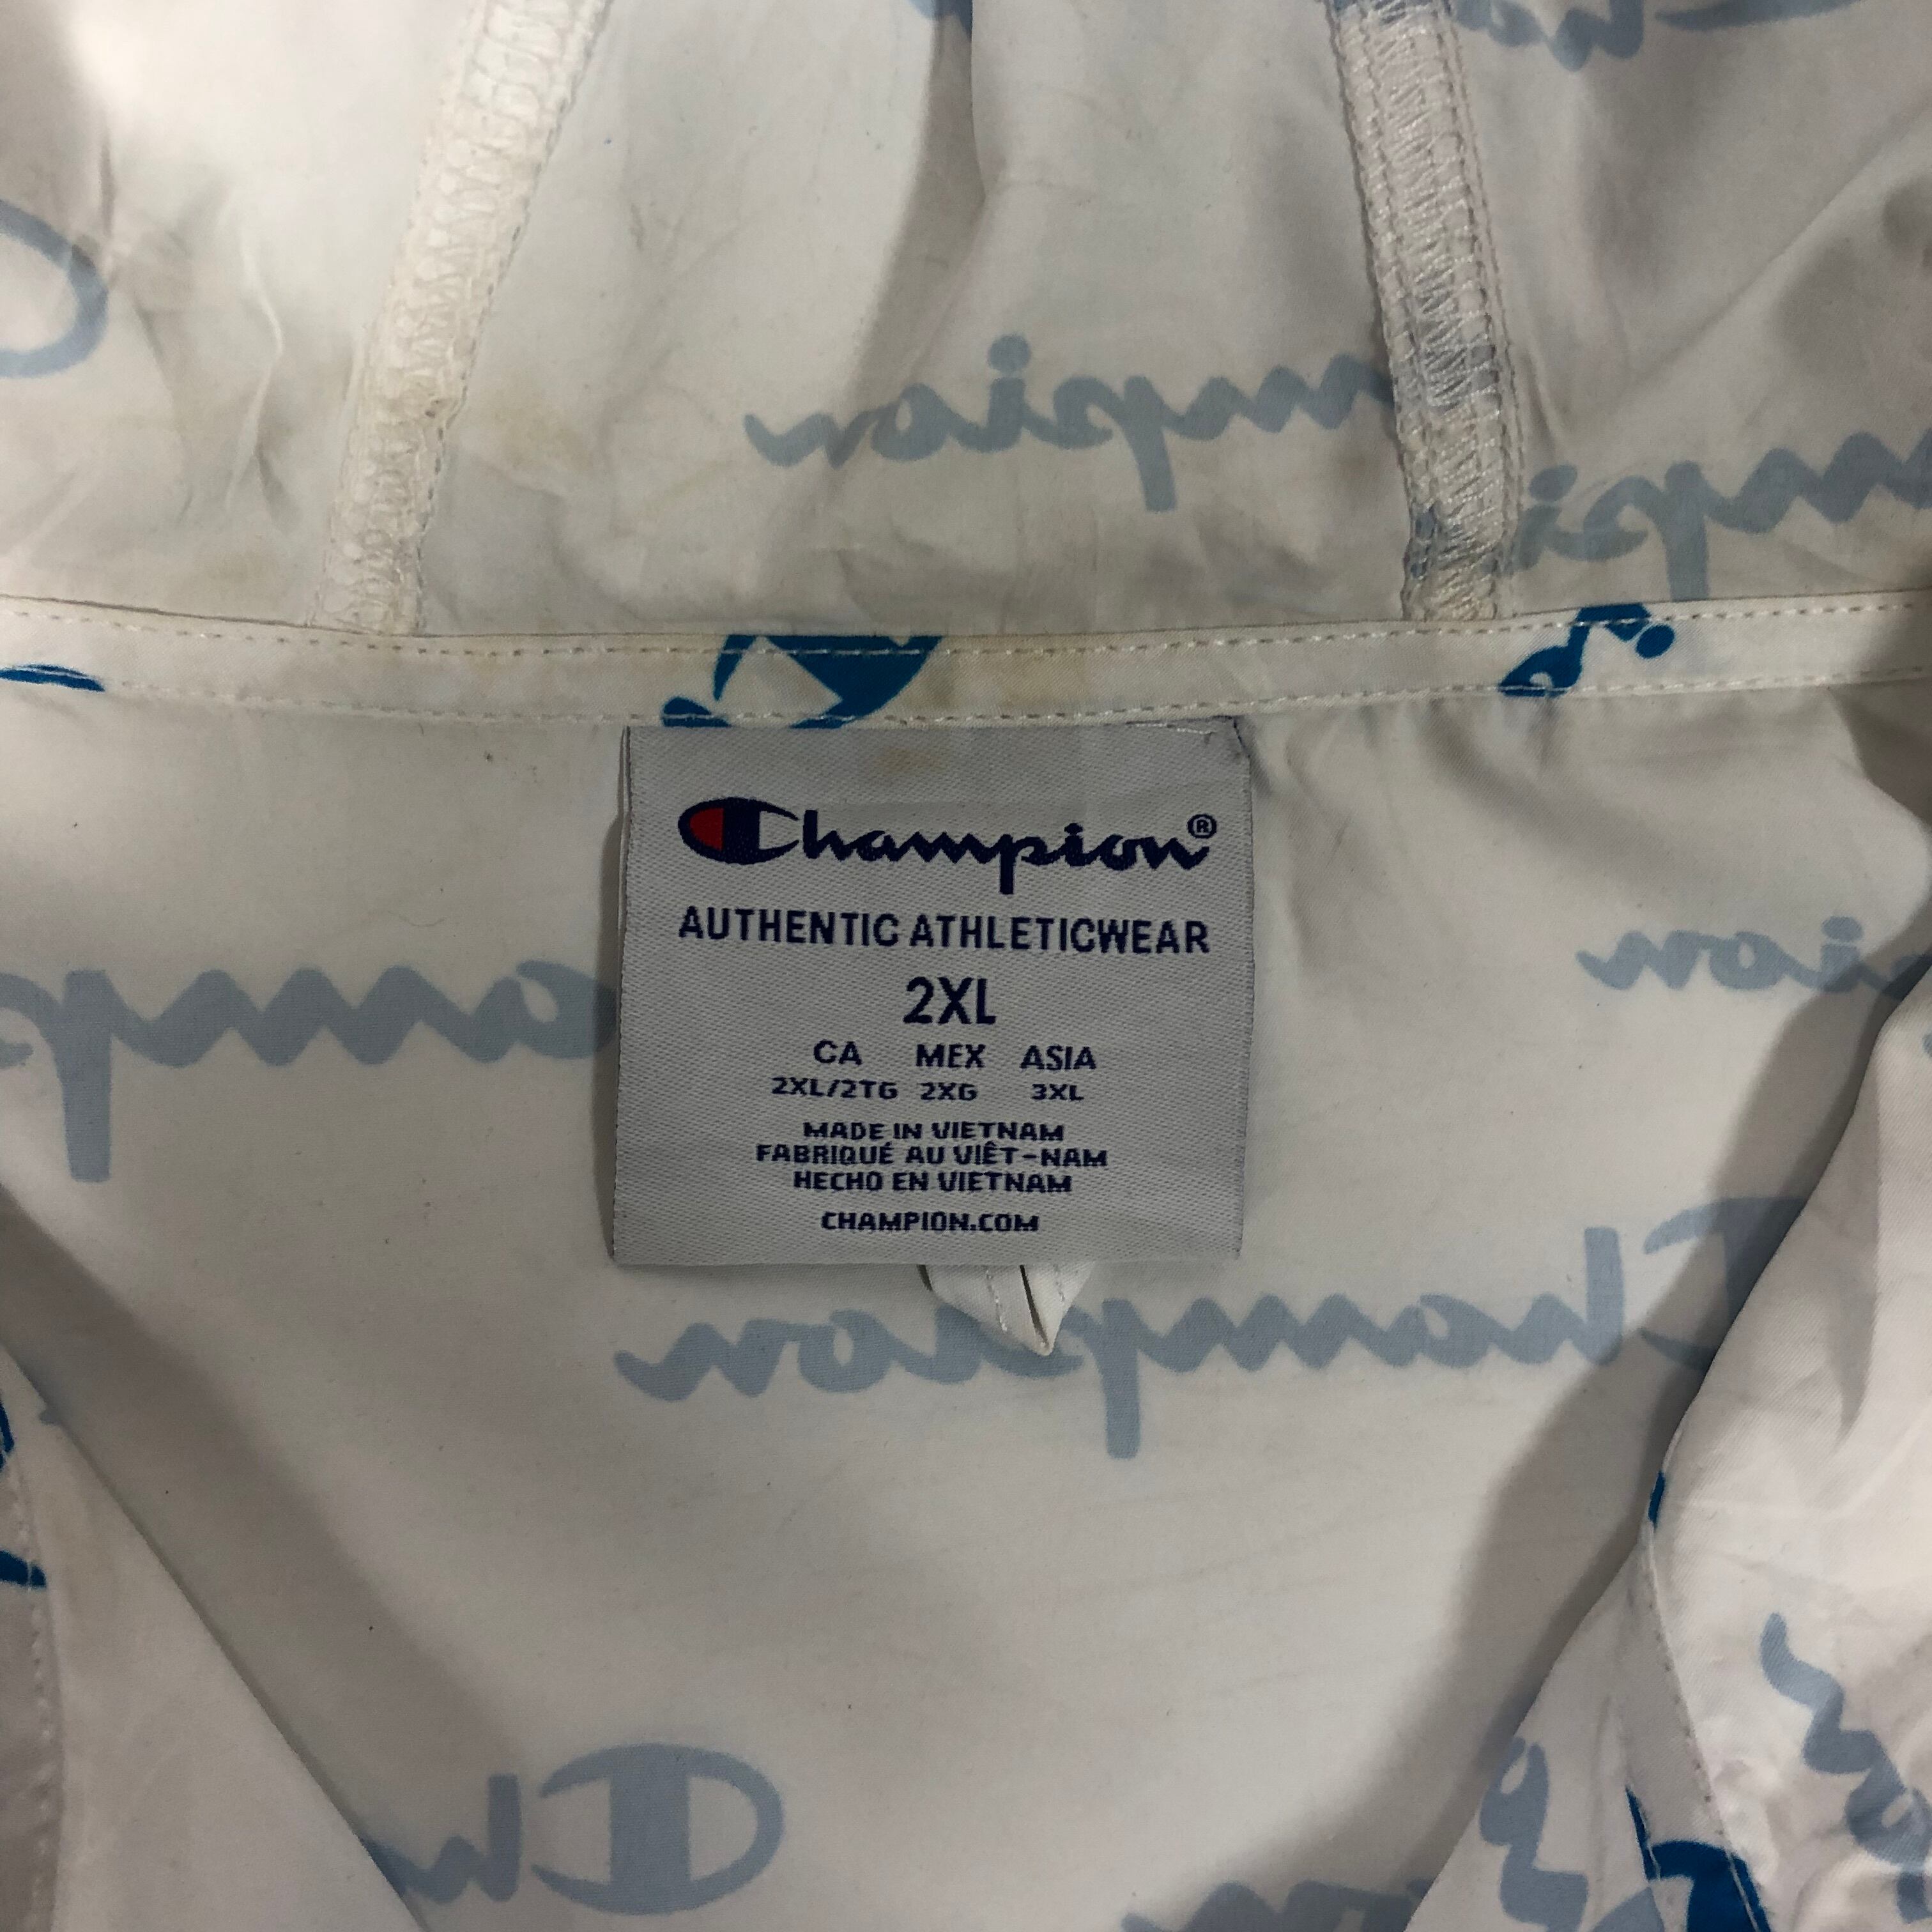 Champion®
AUTHENTIC ATHLETICWEAR
2XL
CA MEX ASIA
2XL/2TG 2XG 3XL
MADE IN VIETNAM
FABRIQUÉ AU VIÊT-NAM
HECHO EN VIETNAM
CHAMPION.COM
Champion